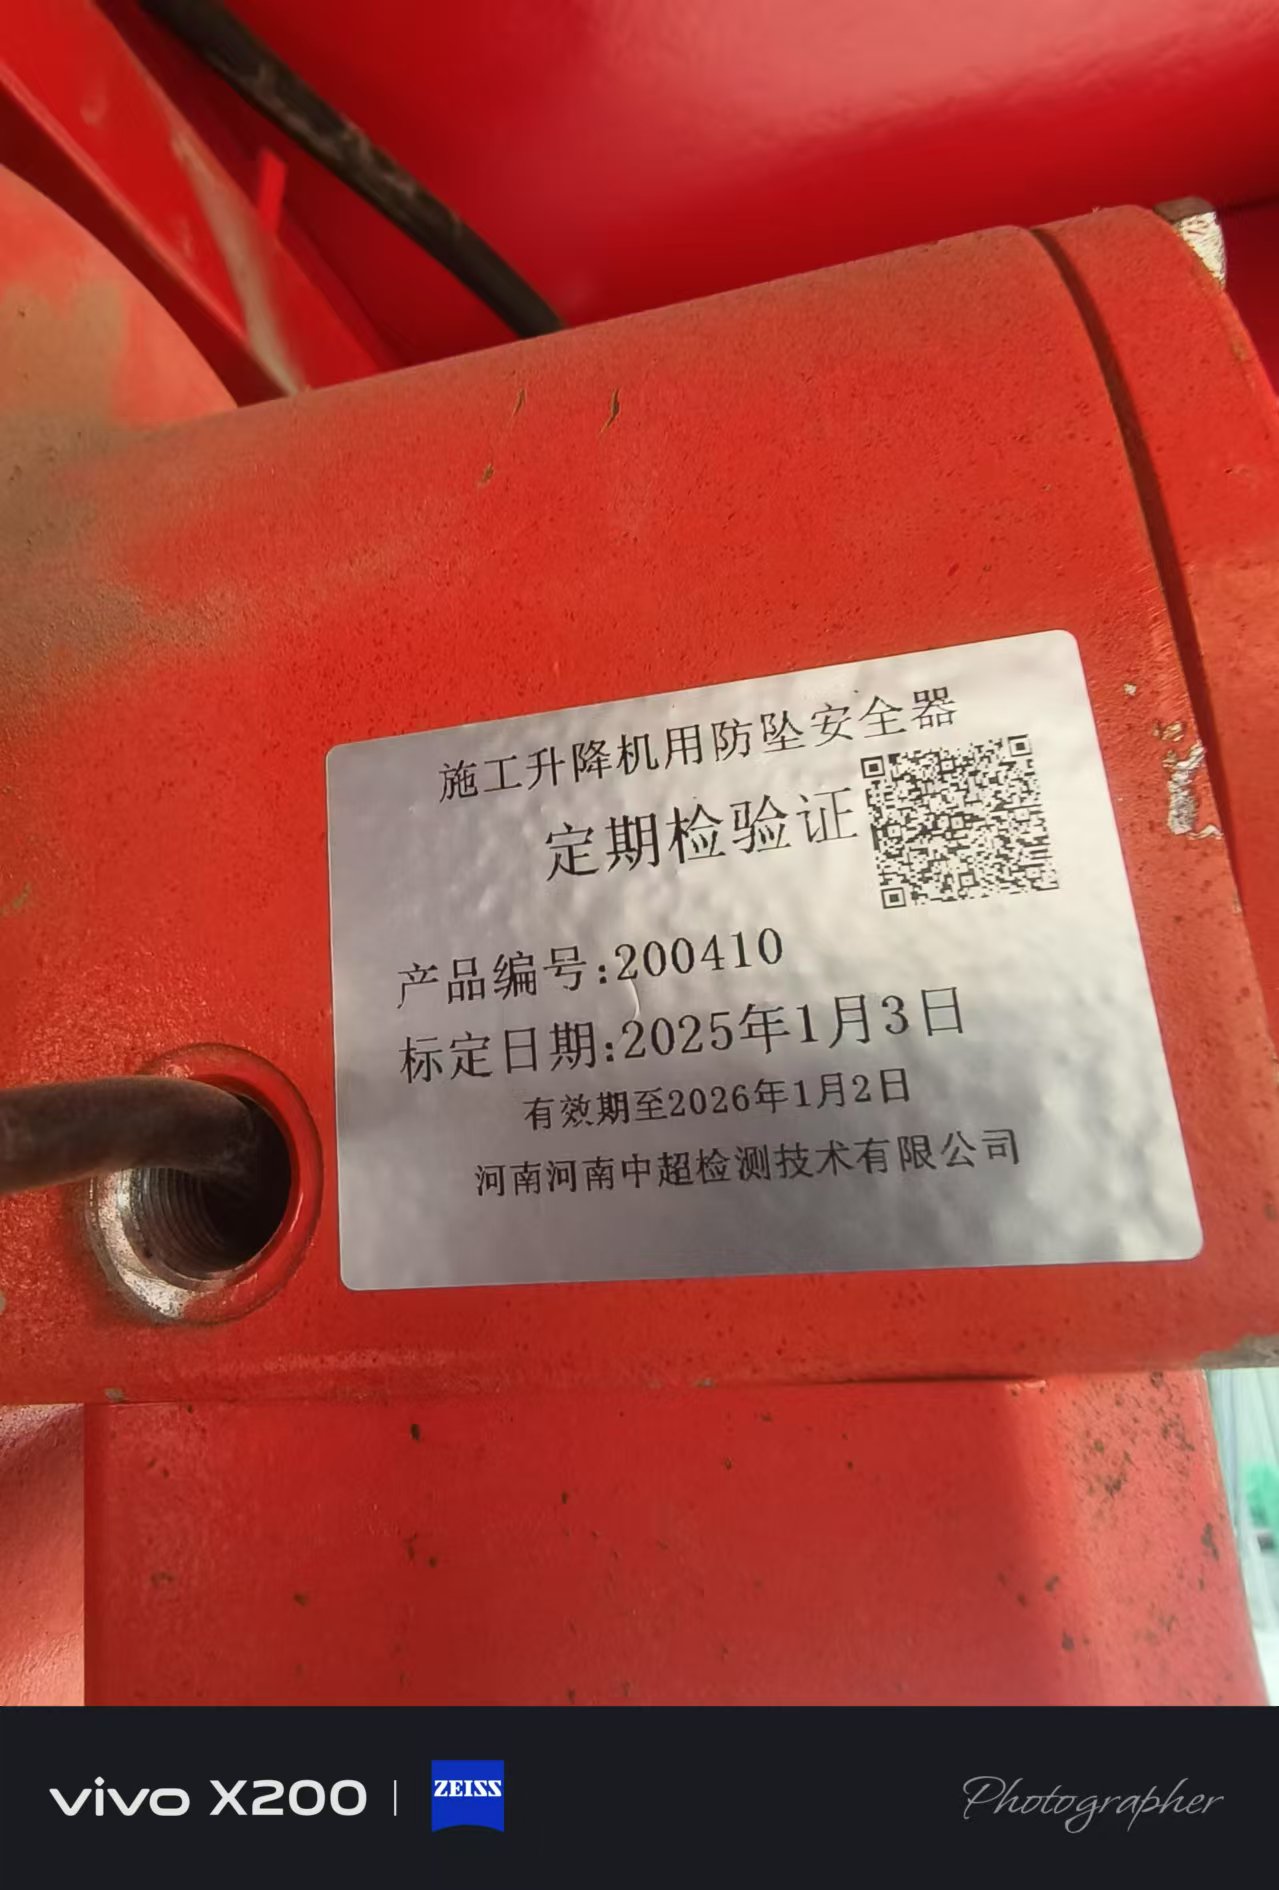 施工升降机用防坠安全器
定期检验证
产品编号:200410
标定日期:2025年1月3日
有效期至2026年1月2日
河南河南中超检测技术有限公司
vivo X200 | ZEISS
Photographer